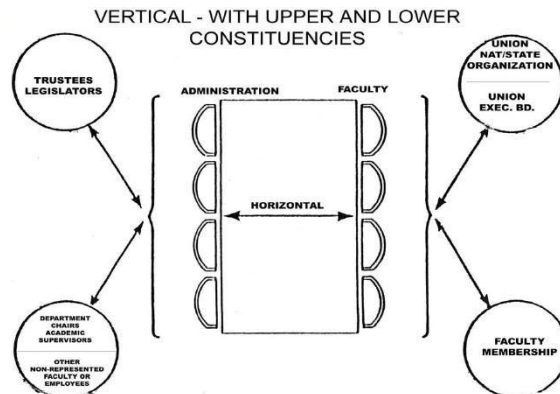 VERTICAL - WITH UPPER AND LOWER
CONSTITUENCIES
TRUSTEES
LEGISLATORS
ADMINISTRATION
FACULTY
UNION
NAT/STATE
ORGANIZATION
UNION
EXEC. BD.
HORIZONTAL
DEPARTMENT
CHAIRS
ACADEMIC
SUPERVISORS
OTHER
NON-REPRESENTED
FACULTY OR
EMPLOYEES
FACULTY
MEMBERSHIP